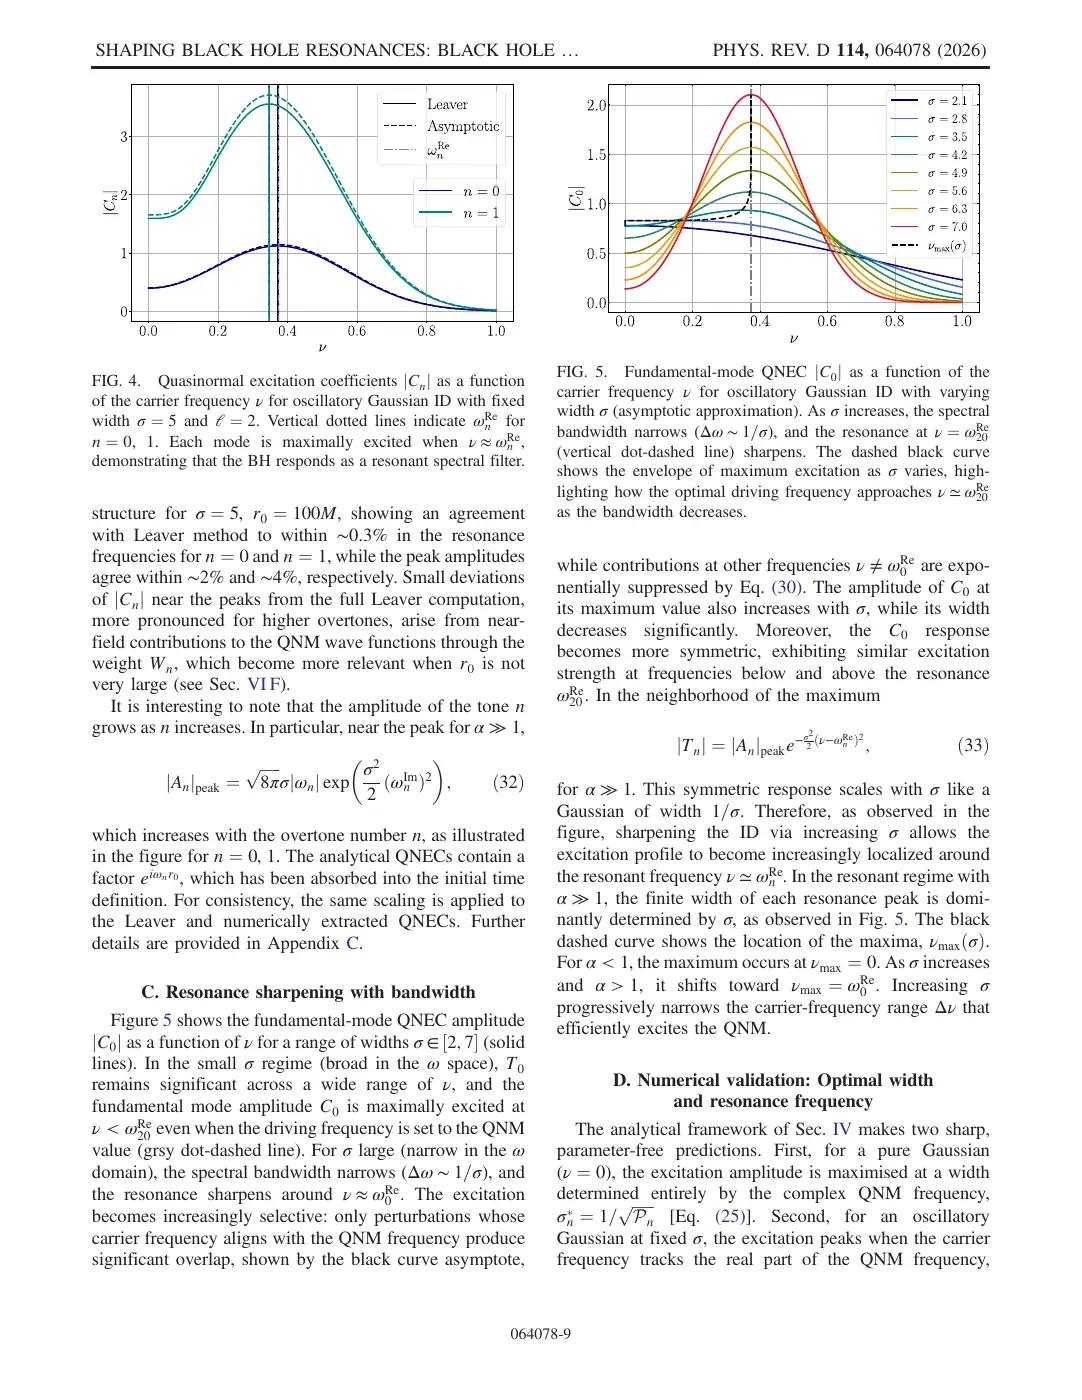 SHAPING BLACK HOLE RESONANCES: BLACK HOLE …
PHYS. REV. D 114, 064078 (2026)
Leaver
Asymptotic
ω_n^Re
n = 0
n = 1
|C_n|
3
2
1
0
0.0 0.2 0.4 0.6 0.8 1.0
ν
FIG. 4. Quasinormal excitation coefficients |C_n| as a function
of the carrier frequency ν for oscillatory Gaussian ID with fixed
width σ = 5 and ℓ = 2. Vertical dotted lines indicate ω_n^Re for
n = 0, 1. Each mode is maximally excited when ν ≈ ω_n^Re,
demonstrating that the BH responds as a resonant spectral filter.
structure for σ = 5, r_0 = 100M, showing an agreement
with Leaver method to within ∼0.3% in the resonance
frequencies for n = 0 and n = 1, while the peak amplitudes
agree within ∼2% and ∼4%, respectively. Small deviations
of |C_n| near the peaks from the full Leaver computation,
more pronounced for higher overtones, arise from near-
field contributions to the QNM wave functions through the
weight W_n, which become more relevant when r_0 is not
very large (see Sec. VI F).
It is interesting to note that the amplitude of the tone n
grows as n increases. In particular, near the peak for α ≫ 1,
|A_n|_peak = √8π σ|ω_n| exp(σ^2/2 (ω_n^Im)^2), (32)
which increases with the overtone number n, as illustrated
in the figure for n = 0, 1. The analytical QNECs contain a
factor e^{iω_n r_0}, which has been absorbed into the initial time
definition. For consistency, the same scaling is applied to
the Leaver and numerically extracted QNECs. Further
details are provided in Appendix C.
C. Resonance sharpening with bandwidth
Figure 5 shows the fundamental-mode QNEC amplitude
|C_0| as a function of ν for a range of widths σ ∈ [2, 7] (solid
lines). In the small σ regime (broad in the ω space), T_0
remains significant across a wide range of ν, and the
fundamental mode amplitude C_0 is maximally excited at
ν < ω_20^Re even when the driving frequency is set to the QNM
value (grsy dot-dashed line). For σ large (narrow in the ω
domain), the spectral bandwidth narrows (Δω ∼ 1/σ), and
the resonance sharpens around ν ≈ ω_0^Re. The excitation
becomes increasingly selective: only perturbations whose
carrier frequency aligns with the QNM frequency produce
significant overlap, shown by the black curve asymptote,
σ = 2.1
σ = 2.8
σ = 3.5
σ = 4.2
σ = 4.9
σ = 5.6
σ = 6.3
σ = 7.0
ν_max(σ)
|C_0|
2.0
1.5
1.0
0.5
0.0
0.0 0.2 0.4 0.6 0.8 1.0
ν
FIG. 5. Fundamental-mode QNEC |C_0| as a function of the
carrier frequency ν for oscillatory Gaussian ID with varying
width σ (asymptotic approximation). As σ increases, the spectral
bandwidth narrows (Δω ∼ 1/σ), and the resonance at ν = ω_20^Re
(vertical dot-dashed line) sharpens. The dashed black curve
shows the envelope of maximum excitation as σ varies, high-
lighting how the optimal driving frequency approaches ν ≃ ω_20^Re
as the bandwidth decreases.
while contributions at other frequencies ν ≠ ω_0^Re are expo-
nentially suppressed by Eq. (30). The amplitude of C_0 at
its maximum value also increases with σ, while its width
decreases significantly. Moreover, the C_0 response
becomes more symmetric, exhibiting similar excitation
strength at frequencies below and above the resonance
ω_20^Re. In the neighborhood of the maximum
|T_n| = |A_n|_peak e^{−σ^2/2 (ν−ω_n^Re)^2}, (33)
for α ≫ 1. This symmetric response scales with σ like a
Gaussian of width 1/σ. Therefore, as observed in the
figure, sharpening the ID via increasing σ allows the
excitation profile to become increasingly localized around
the resonant frequency ν ≃ ω_n^Re. In the resonant regime with
α ≫ 1, the finite width of each resonance peak is domi-
nantly determined by σ, as observed in Fig. 5. The black
dashed curve shows the location of the maxima, ν_max(σ).
For α < 1, the maximum occurs at ν_max = 0. As σ increases
and α > 1, it shifts toward ν_max = ω_0^Re. Increasing σ
progressively narrows the carrier-frequency range Δν that
efficiently excites the QNM.
D. Numerical validation: Optimal width
and resonance frequency
The analytical framework of Sec. IV makes two sharp,
parameter-free predictions. First, for a pure Gaussian
(ν = 0), the excitation amplitude is maximised at a width
determined entirely by the complex QNM frequency,
σ_n^* = 1/√P_n [Eq. (25)]. Second, for an oscillatory
Gaussian at fixed σ, the excitation peaks when the carrier
frequency tracks the real part of the QNM frequency,
064078-9